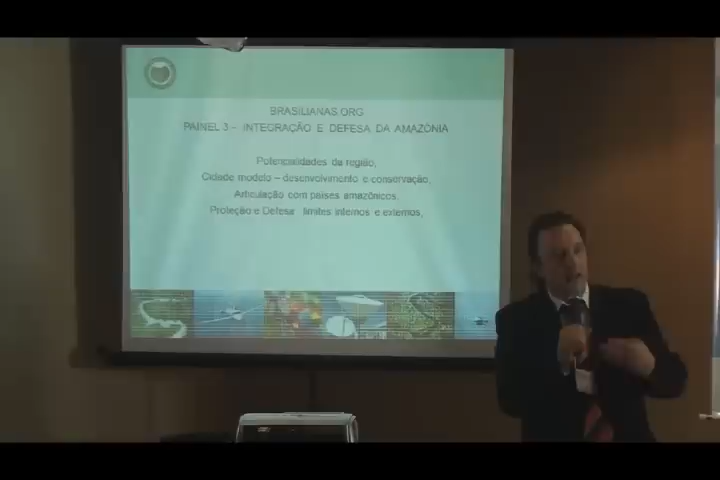 BRASILIANAS.ORG
PAINEL 3 – INTEGRAÇÃO E DEFESA DA AMAZÔNIA
Potencialidades da região,
Cidade modelo – desenvolvimento e conservação,
Articulação com países amazônicos,
Proteção e Defesa limites internos e externos,